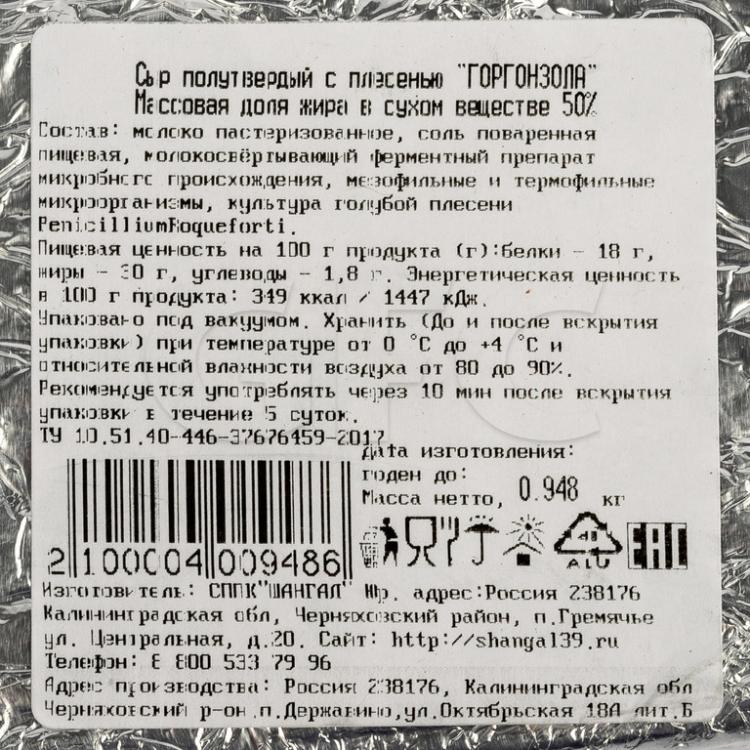 Сыр полутвердый с плесенью "ГОРГОНЗОЛА"
Массовая доля жира в сухом веществе 50%
Состав: молоко пастеризованное, соль поваренная
пищевая, молокосвёртывающий ферментный препарат
микробного происхождения, мезофильные и термофильные
микроорганизмы, культура голубой плесени
PenicilliumRoqueforti.
Пищевая ценность на 100 г продукта (г):белки - 18 г,
жиры - 30 г, углеводы - 1,8 г. Энергетическая ценность
в 100 г продукта: 349 ккал / 1447 кДж.
Упаковано под вакуумом. Хранить (До и после вскрытия
упаковки) при температуре от 0 °С до +4 °С и
относительной влажности воздуха от 80 до 90%.
Рекомендуется употреблять через 10 мин после вскрытия
упаковки в течение 5 суток.
ТУ 10.51.40-446-37676459-2017
Дата изготовления:
годен до:
Масса нетто, 0.948 кг
2 100004 009486
41
ALU
EAC
Изготовитель: СППК"ШАНГАЛ" Юр. адрес:Россия 238176
Калининградская обл, Черняховский район, п.Гремячье
ул. Центральная, д.20. Сайт: http://shangal39.ru
Телефон: 8 800 533 79 96
Адрес производства: Россия 238176, Калининградская обл
Черняховский р-он,п.Державино,ул.Октябрьская 18А лит.Б
GFC